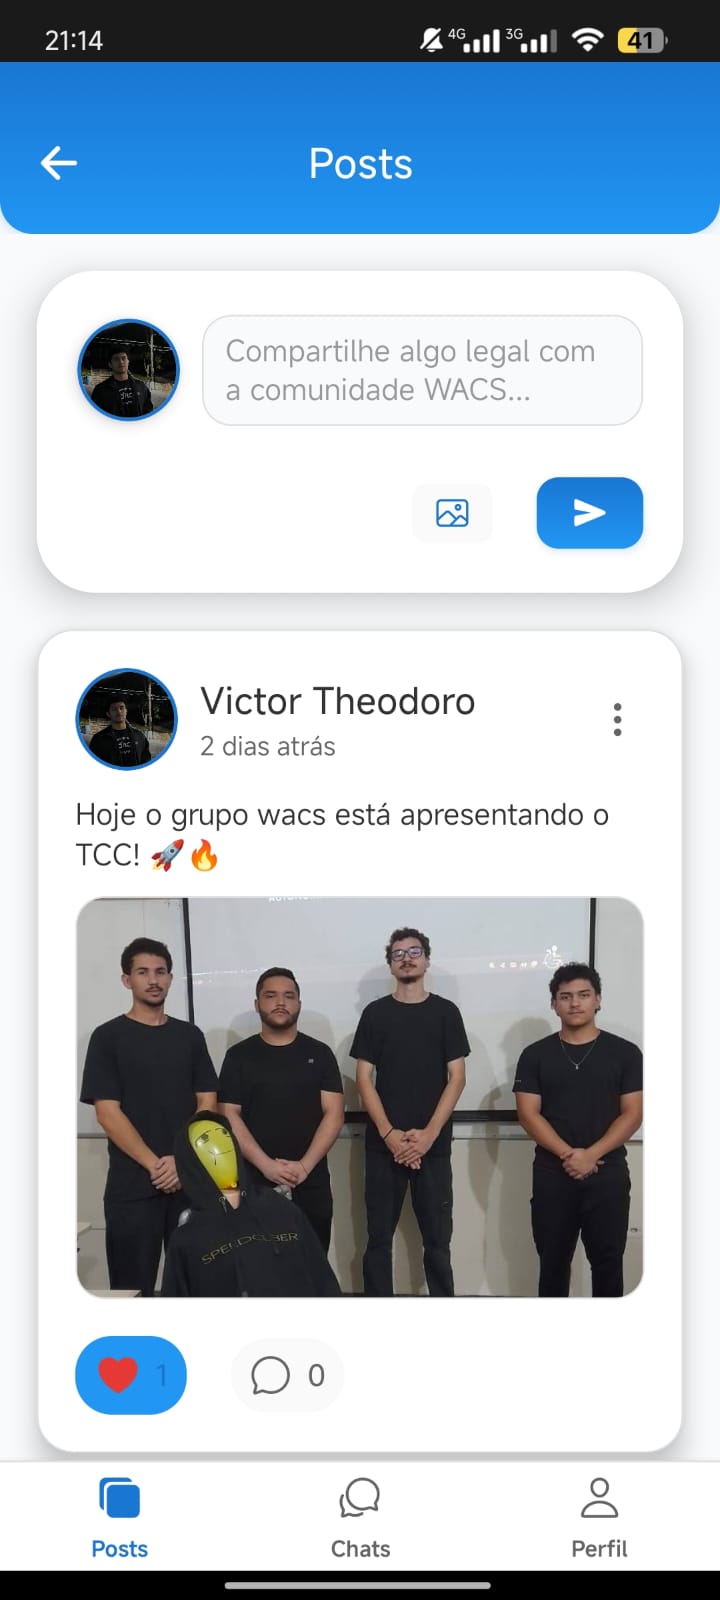 21:14
4G
3G
41
Posts
Compartilhe algo legal com
a comunidade WACS...
Victor Theodoro
2 dias atrás
Hoje o grupo wacs está apresentando o
TCC! 🚀🔥
SPEEDCUBER
1
0
Posts
Chats
Perfil